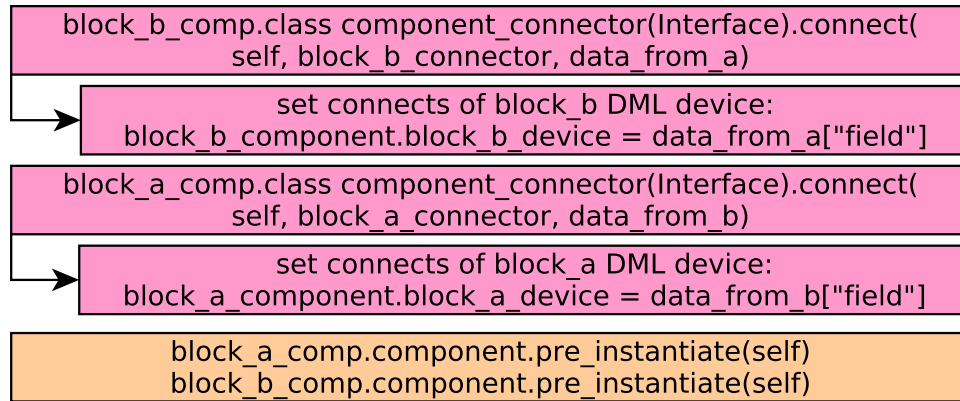 block_b_comp.class component_connector(Interface).connect(
self, block_b_connector, data_from_a)
set connects of block_b DML device:
block_b_component.block_b_device = data_from_a["field"]
block_a_comp.class component_connector(Interface).connect(
self, block_a_connector, data_from_b)
set connects of block_a DML device:
block_a_component.block_a_device = data_from_b["field"]
block_a_comp.component.pre_instantiate(self)
block_b_comp.component.pre_instantiate(self)